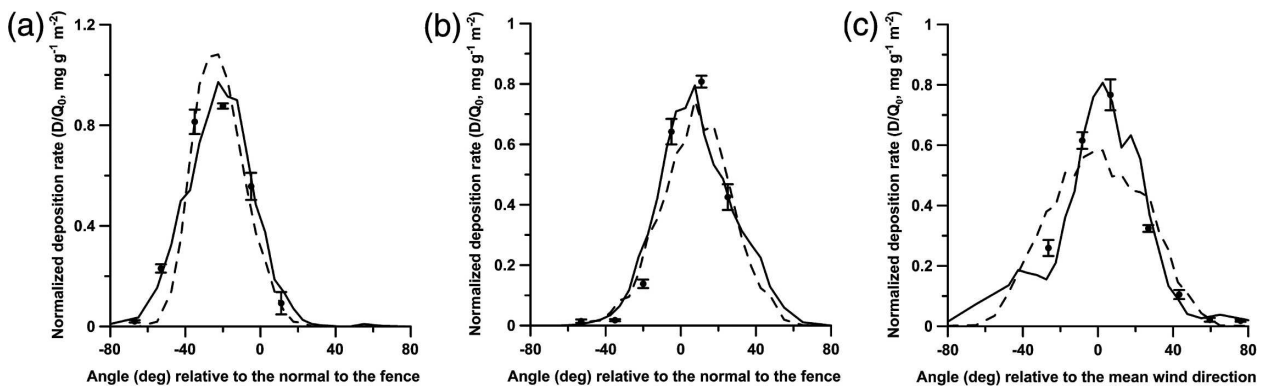 (a)
Normalized deposition rate (D/Q₀, mg g⁻¹ m⁻²)
1.2
0.8
0.4
0
-80 -40 0 40 80
Angle (deg) relative to the normal to the fence
(b)
Normalized deposition rate (D/Q₀, mg g⁻¹ m⁻²)
1
0.8
0.6
0.4
0.2
0
-80 -40 0 40 80
Angle (deg) relative to the normal to the fence
(c)
Normalized deposition rate (D/Q₀, mg g⁻¹ m⁻²)
1
0.8
0.6
0.4
0.2
0
-80 -40 0 40 80
Angle (deg) relative to the mean wind direction